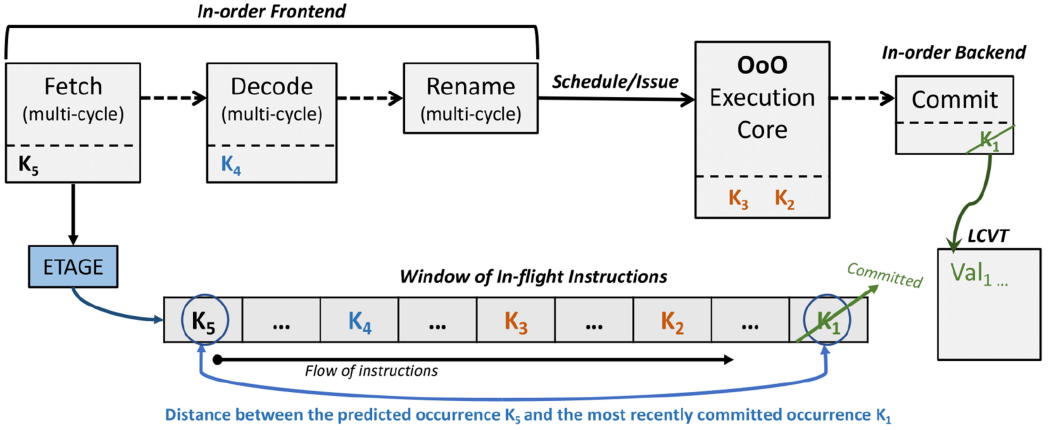 In-order Frontend
Fetch
(multi-cycle)
K5
Decode
(multi-cycle)
K4
Rename
(multi-cycle)
Schedule/Issue
OoO
Execution
Core
K3 K2
In-order Backend
Commit
K1
LCVT
Val1 ...
ETAGE
Window of In-flight Instructions
Committed
K5 ... K4 ... K3 ... K2 ... K1
Flow of instructions
Distance between the predicted occurrence K5 and the most recently committed occurrence K1